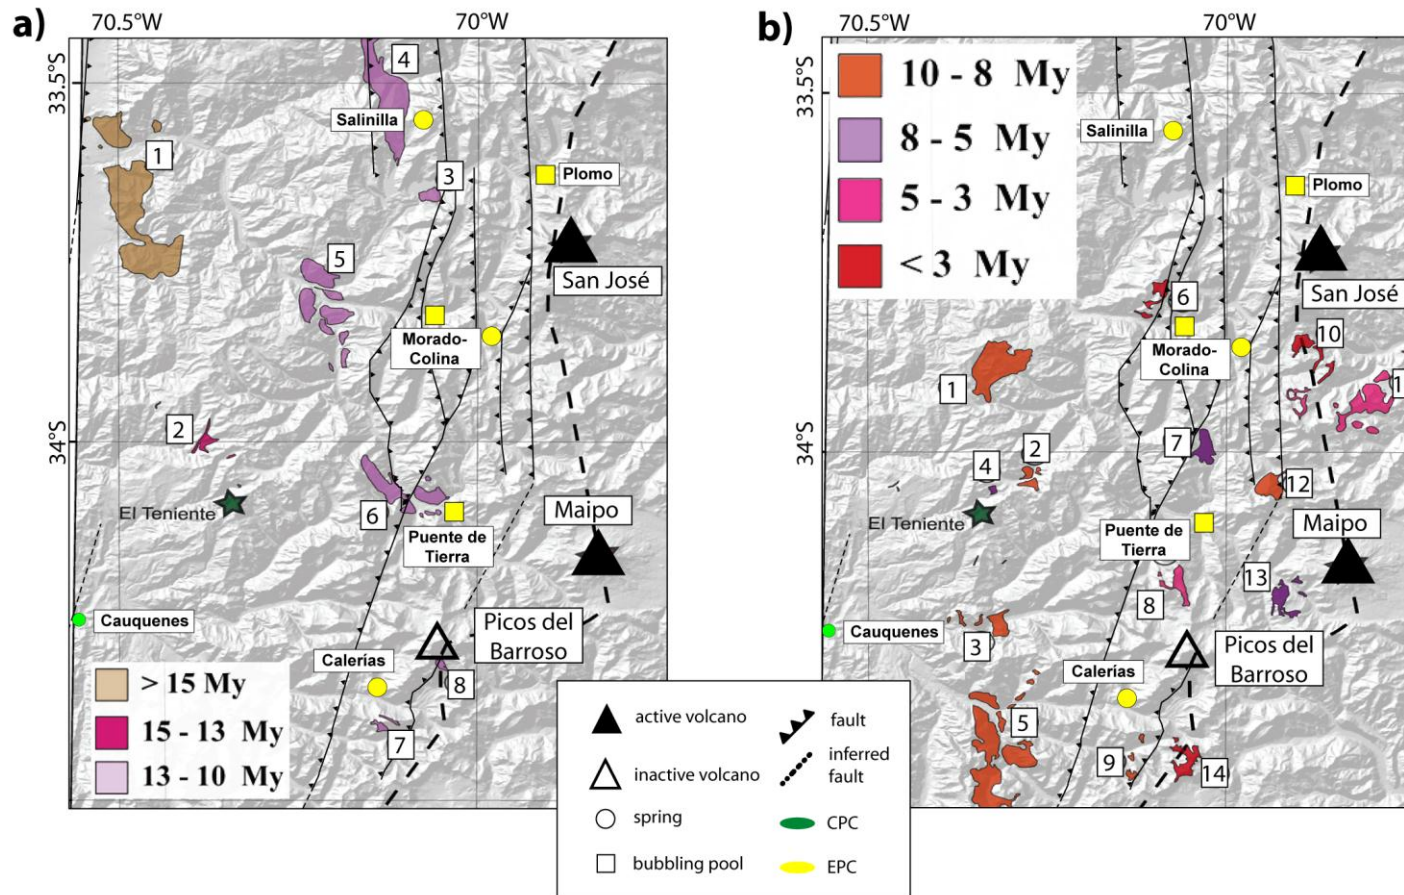 a)
70.5°W
70°W
33.5°S
34°S
4
Salinilla
1
3
Plomo
5
San José
Morado-
Colina
2
El Teniente
6
Puente de
Tierra
Maipo
Cauquenes
Picos del
Barroso
Calerías
8
7
> 15 My
15 - 13 My
13 - 10 My
b)
70.5°W
70°W
33.5°S
34°S
10 - 8 My
8 - 5 My
5 - 3 My
< 3 My
Salinilla
Plomo
San José
6
Morado-
Colina
10
1
1
7
2
4
12
El Teniente
Puente de
Tierra
Maipo
13
8
Cauquenes
3
Picos del
Barroso
Calerías
5
9
14
active volcano
fault
inactive volcano
inferred
fault
spring
CPC
bubbling pool
EPC